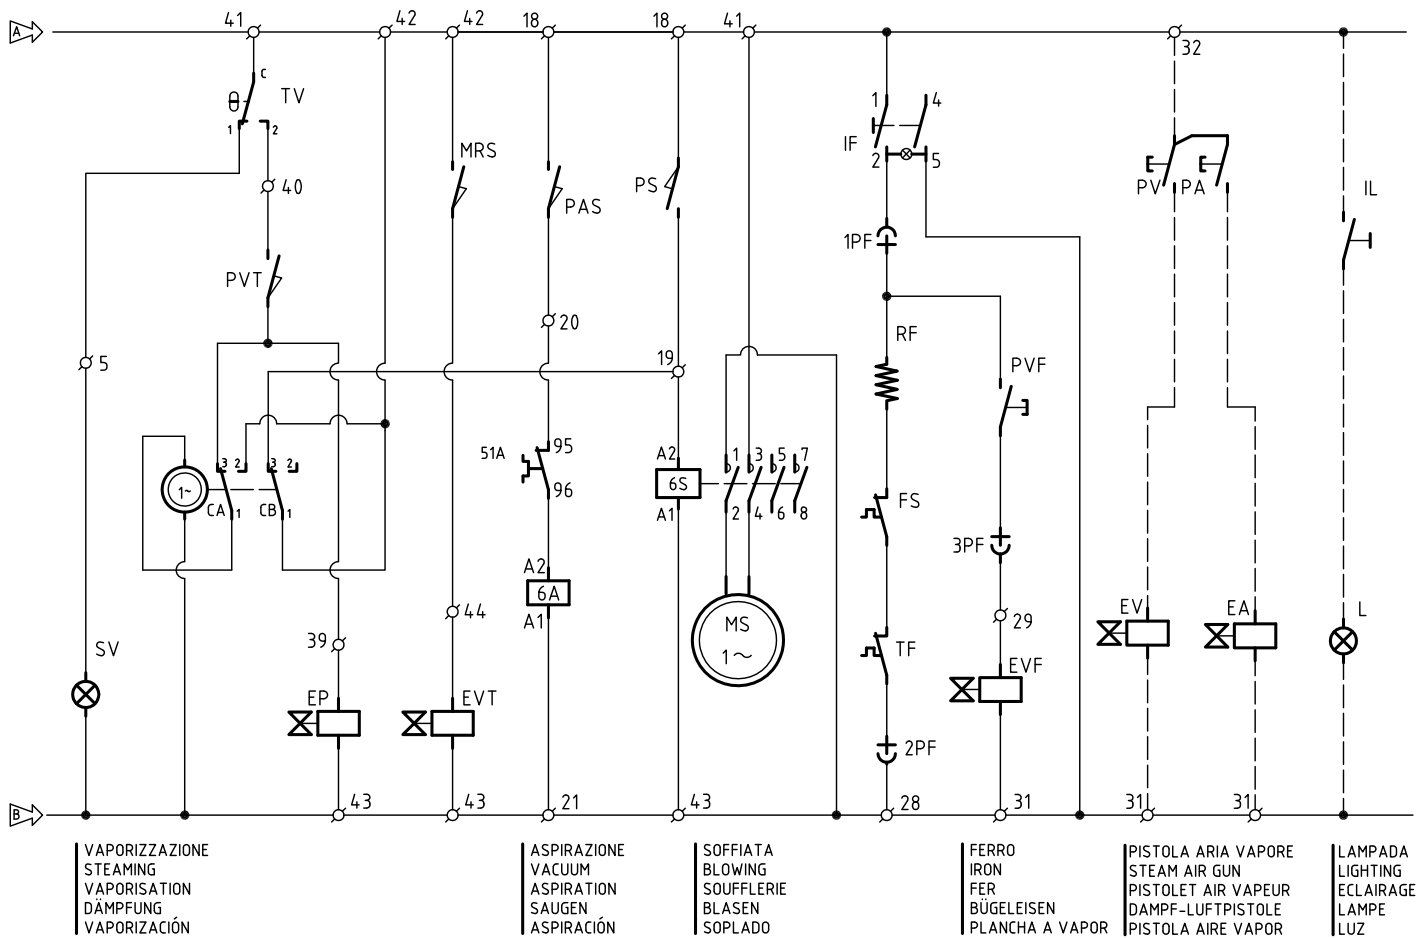 A
41
42
42
18
18
41
32
C
TV
1
2
1
4
IF
2
5
MRS
40
PAS
PS
PV
PA
IL
1PF
PVT
20
RF
5
19
PVF
3
2
3
2
51A
95
96
A2
6S
A1
1
3
5
7
2
4
6
8
1~
CA
1
CB
1
FS
3PF
A2
6A
A1
44
29
EV
EA
L
MS
1~
39
SV
TF
EVF
EP
EVT
2PF
B
43
43
21
43
28
31
31
31
VAPORIZZAZIONE
STEAMING
VAPORISATION
DÄMPFUNG
VAPORIZACIÓN
ASPIRAZIONE
VACUUM
ASPIRATION
SAUGEN
ASPIRACIÓN
SOFFIATA
BLOWING
SOUFFLERIE
BLASEN
SOPLADO
FERRO
IRON
FER
BÜGELEISEN
PLANCHA A VAPOR
PISTOLA ARIA VAPORE
STEAM AIR GUN
PISTOLET AIR VAPEUR
DAMPF-LUFTPISTOLE
PISTOLA AIRE VAPOR
LAMPADA
LIGHTING
ECLAIRAGE
LAMPE
LUZ